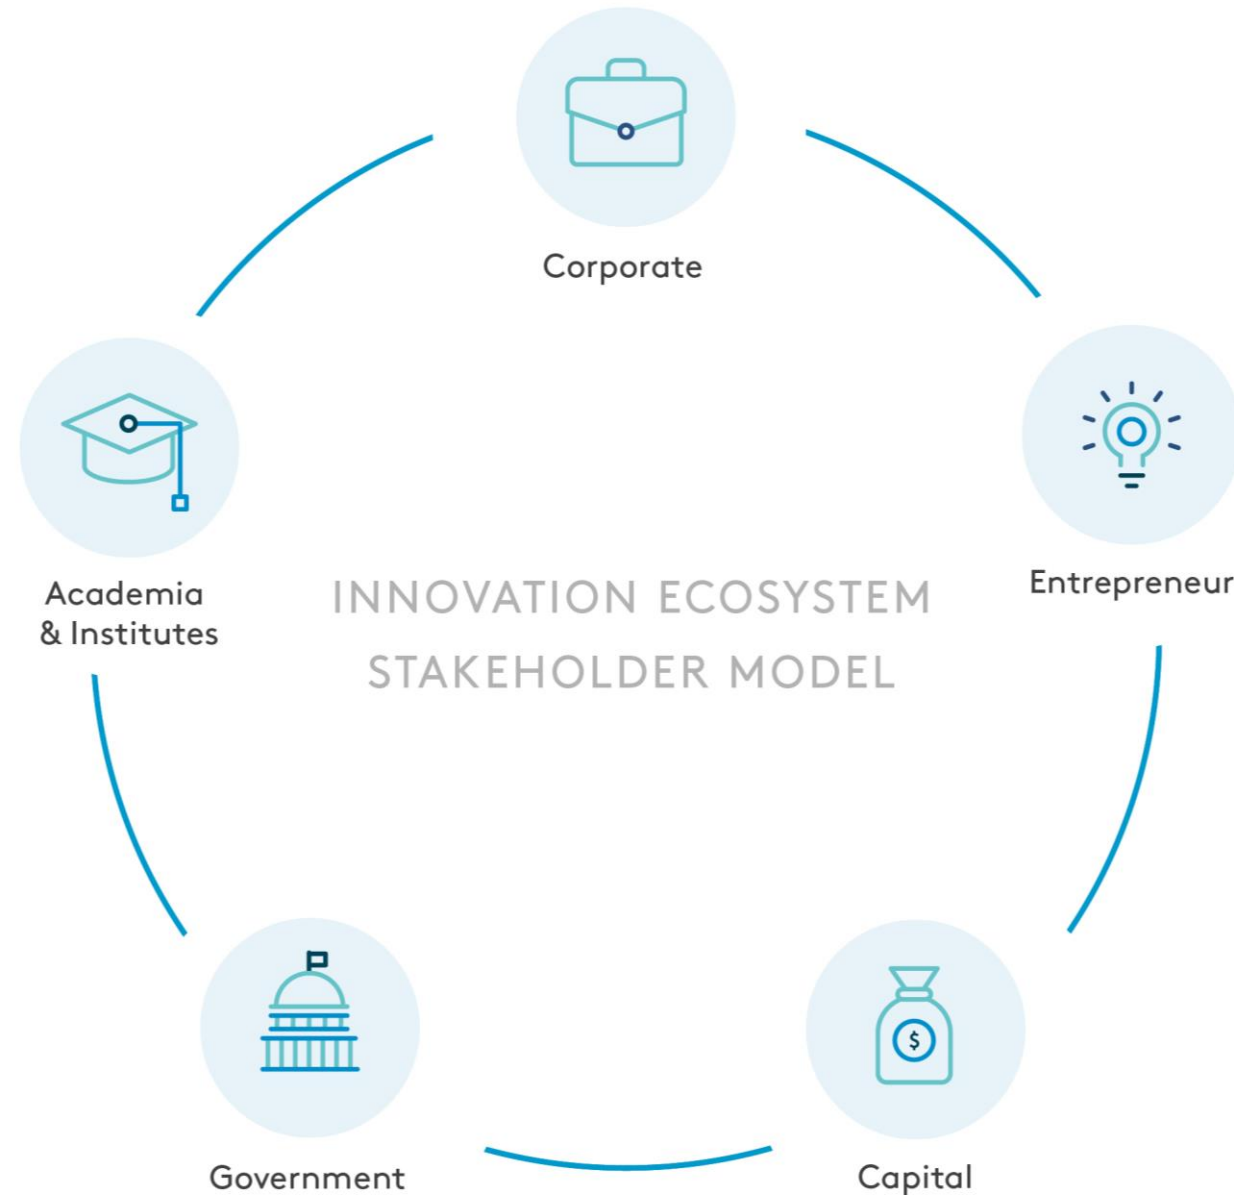 Corporate
Entrepreneur
Academia
& Institutes
INNOVATION ECOSYSTEM
STAKEHOLDER MODEL
$
Government
Capital